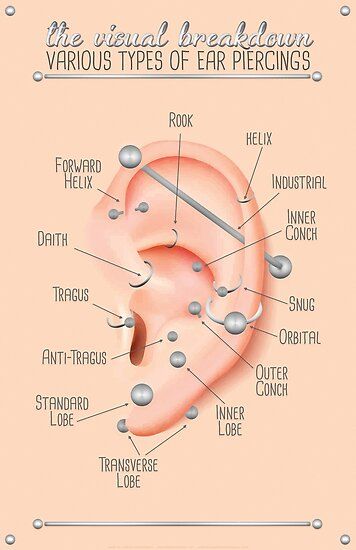 the visual breakdown
VARIOUS TYPES OF EAR PIERCINGS
ROOK
HELIX
FORWARD
HELIX
INDUSTRIAL
INNER
CONCH
DAITH
TRAGUS
SNUG
ORBITAL
ANTI-TRAGUS
OUTER
CONCH
STANDARD
LOBE
INNER
LOBE
TRANSVERSE
LOBE